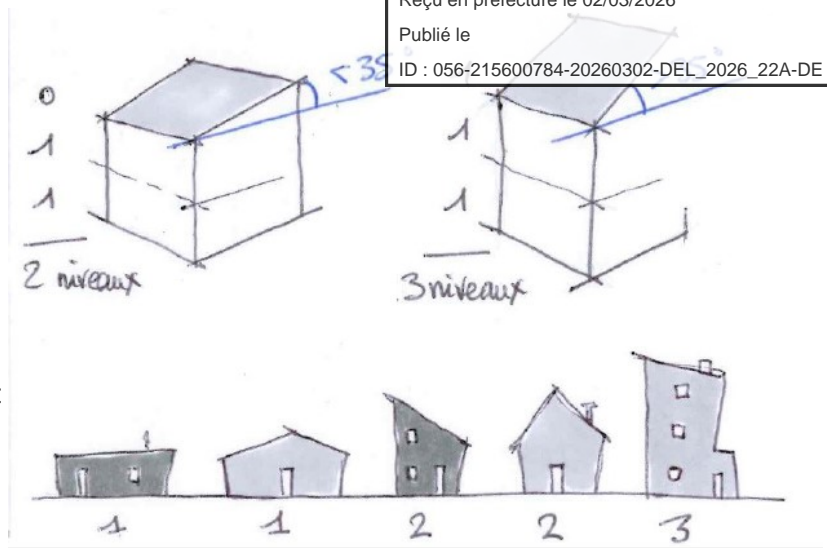 Reçu en préfecture le 02/03/2026
Publié le
ID : 056-215600784-20260302-DEL_2026_22A-DE
0
1
1
2 niveaux
< 35°
1
1
3 niveaux
1
1
2
2
3